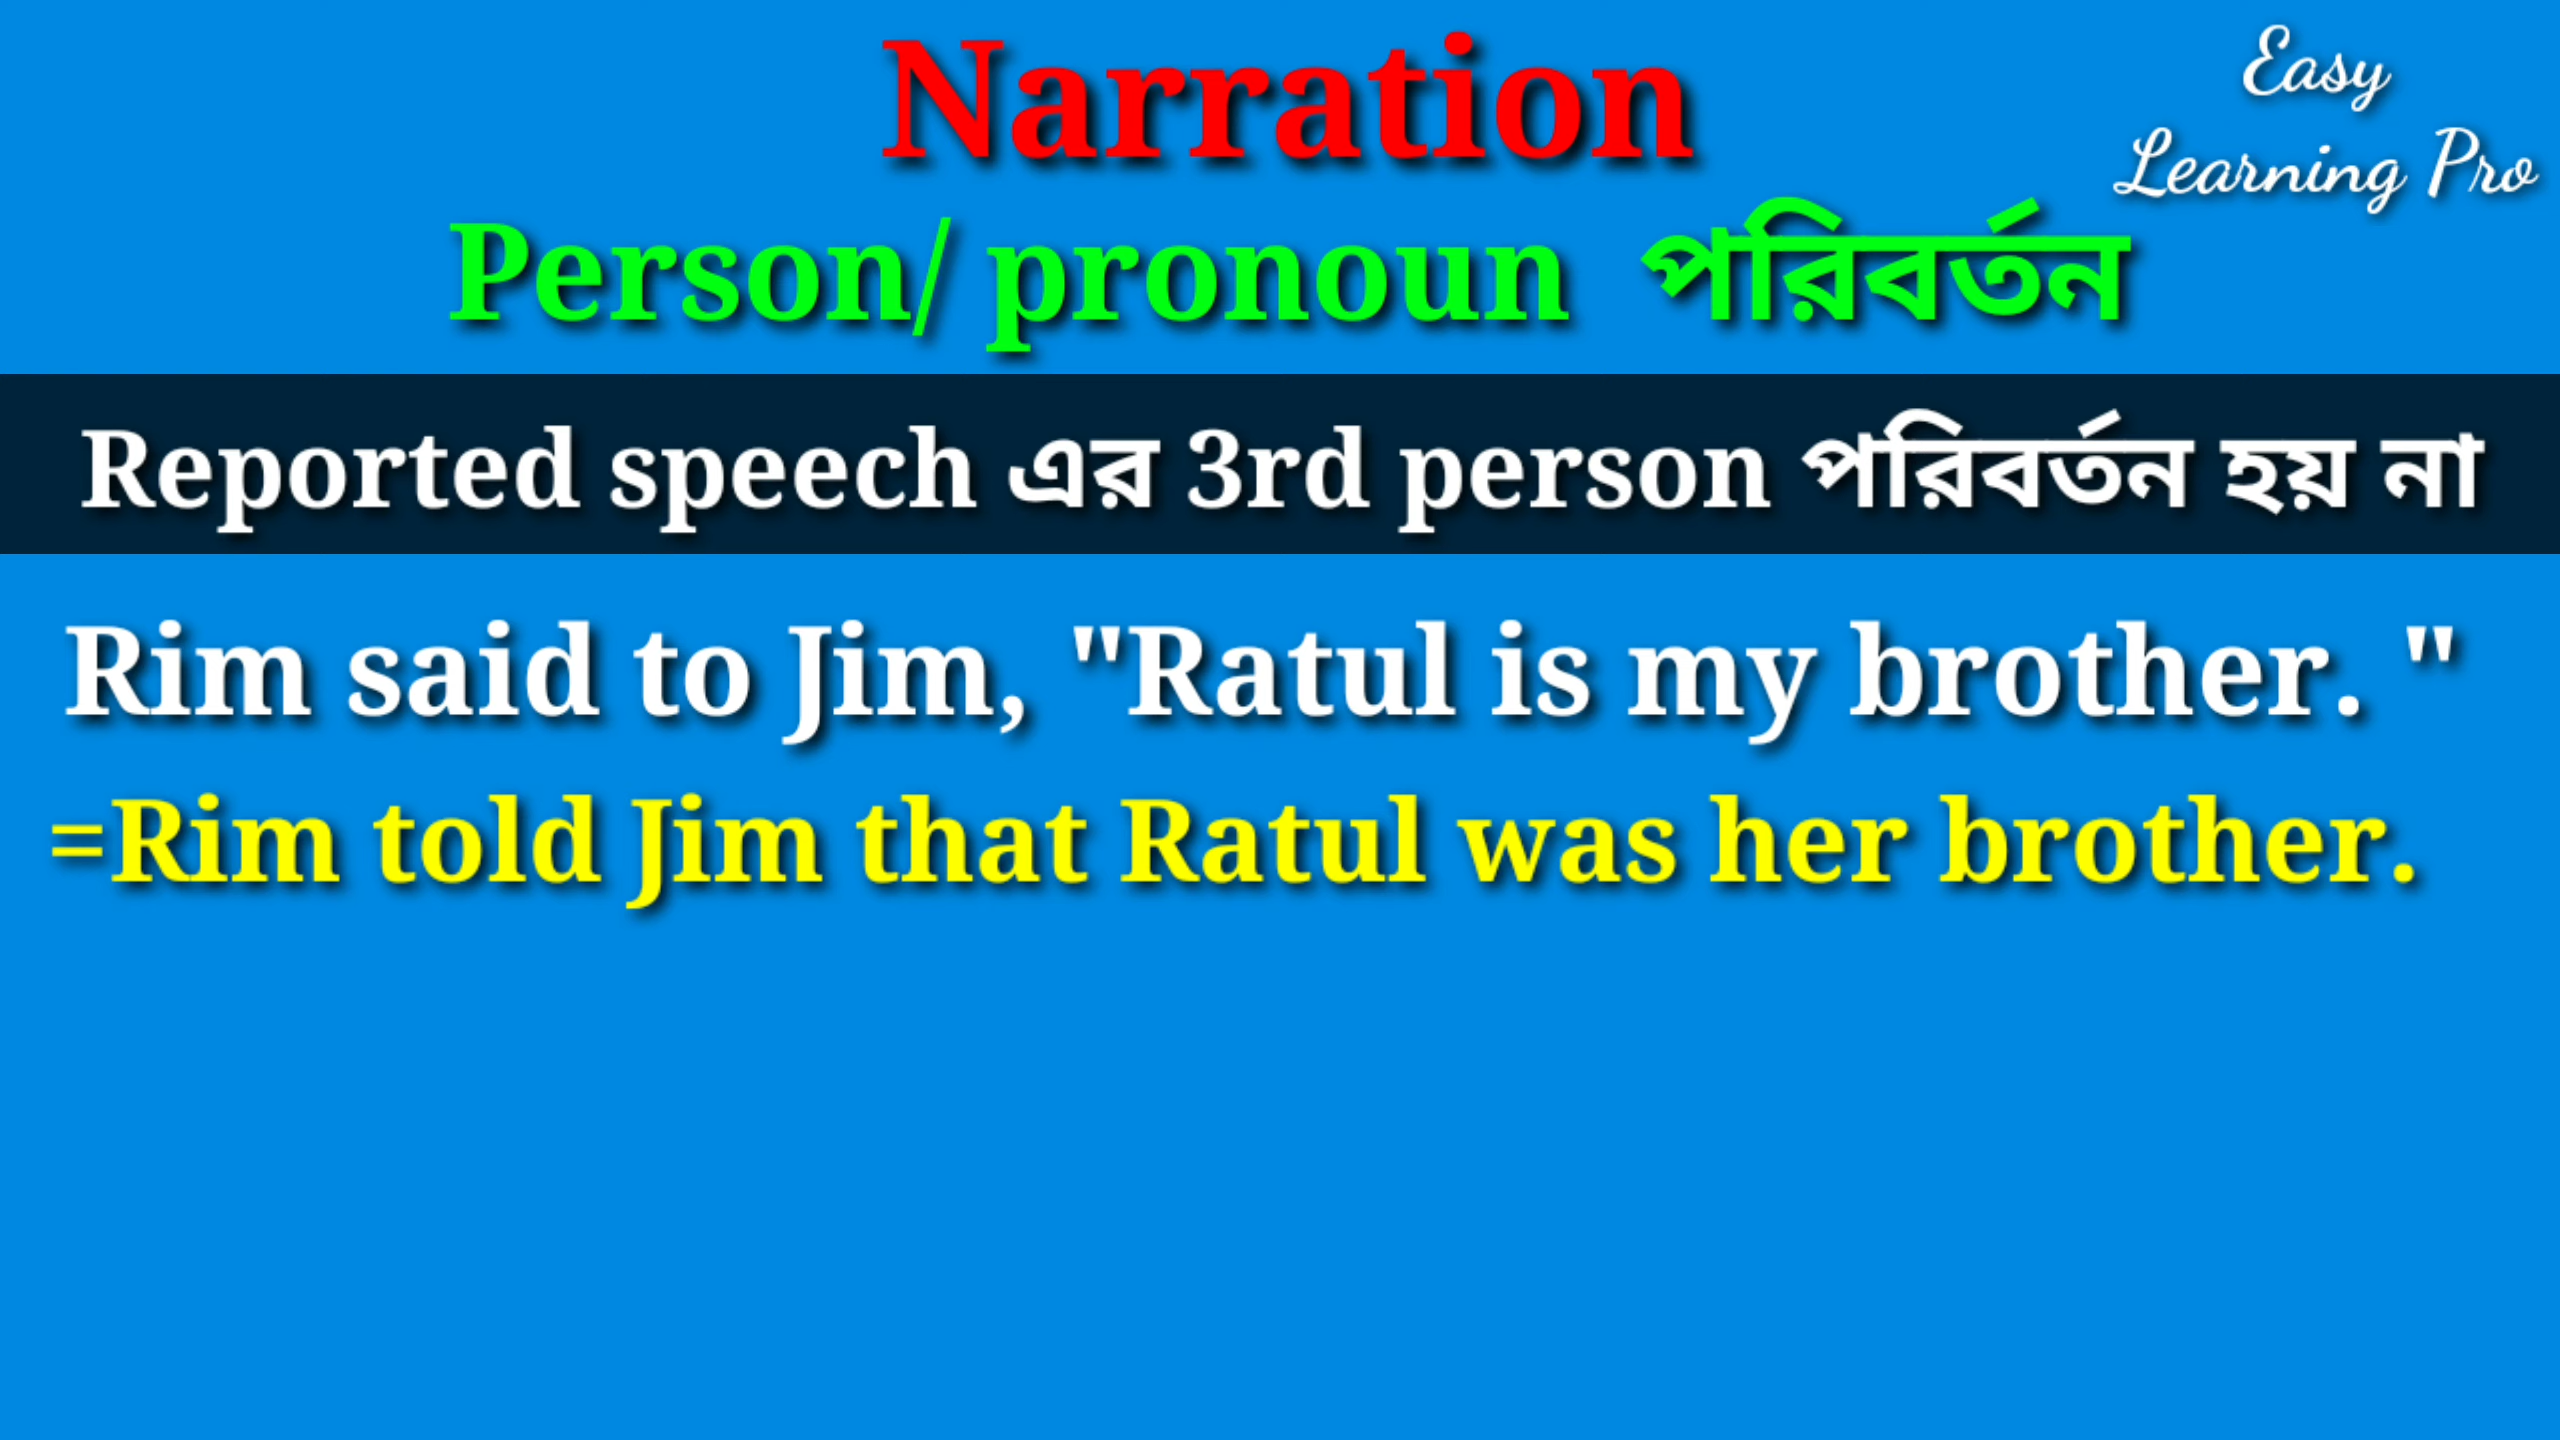 Narration
Easy
Learning Pro
Person/ pronoun পরিবর্তন
Reported speech এর 3rd person পরিবর্তন হয় না
Rim said to Jim, "Ratul is my brother. "
=Rim told Jim that Ratul was her brother.